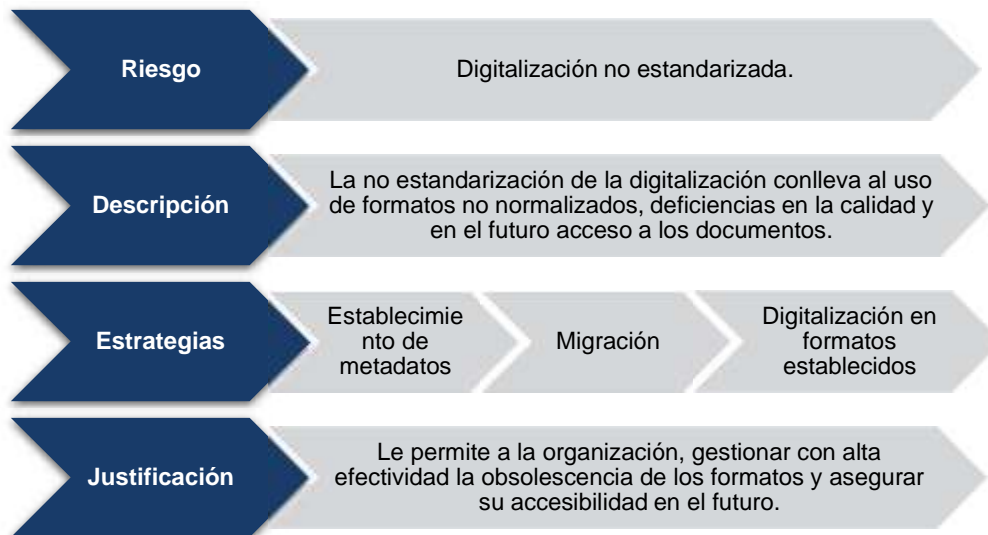 Riesgo
Digitalización no estandarizada.
Descripción
La no estandarización de la digitalización conlleva al uso
de formatos no normalizados, deficiencias en la calidad y
en el futuro acceso a los documentos.
Estrategias
Establecimie
nto de
metadatos
Migración
Digitalización en
formatos
establecidos
Justificación
Le permite a la organización, gestionar con alta
efectividad la obsolescencia de los formatos y asegurar
su accesibilidad en el futuro.